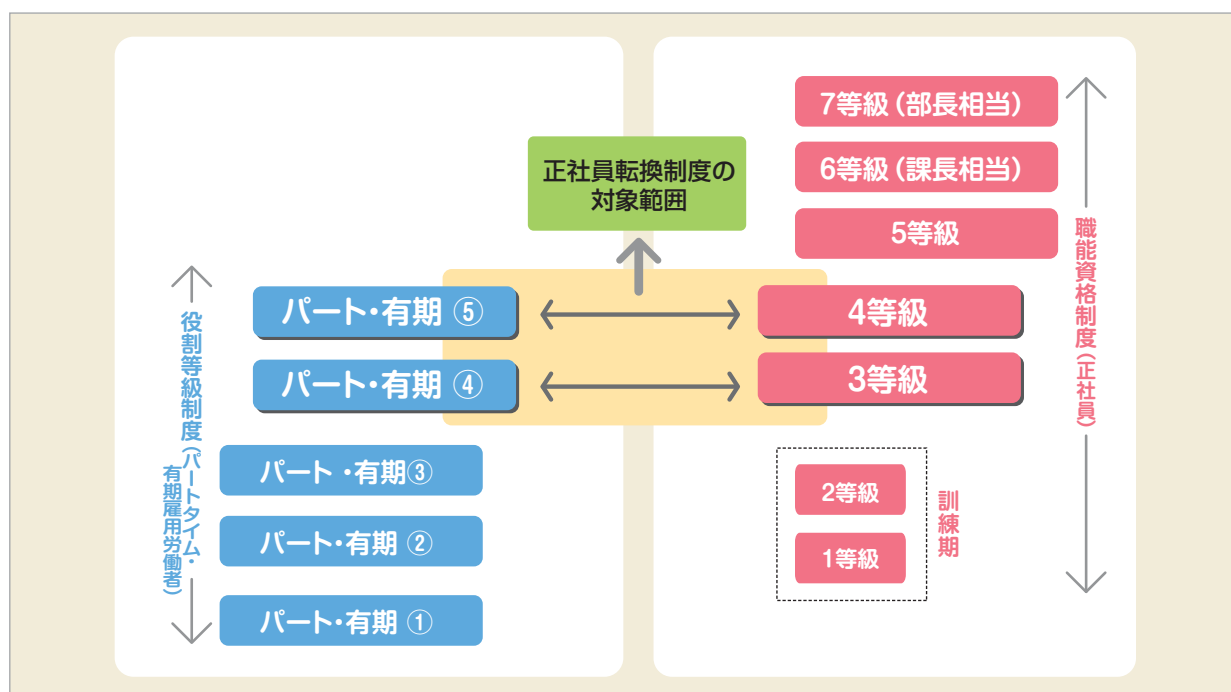 正社員転換制度の
対象範囲
役割等級制度(パートタイム・
有期雇用労働者)
パート・有期 ⑤
パート・有期 ④
パート ・有期③
パート・有期 ②
パート・有期 ①
7等級(部長相当)
6等級(課長相当)
5等級
4等級
3等級
2等級
1等級
訓練期
職能資格制度(正社員)